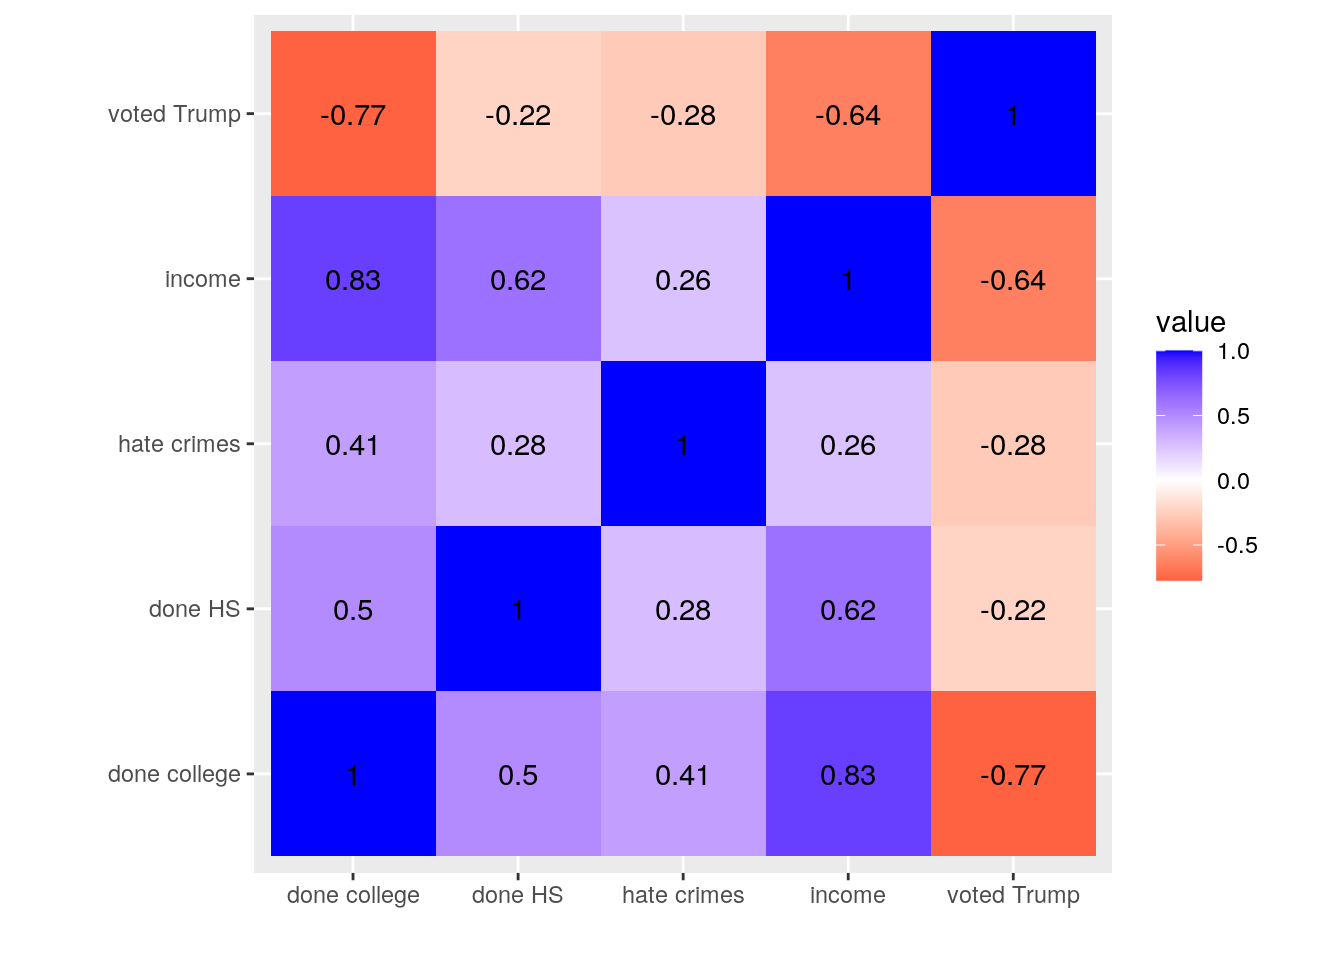 voted Trump -0.77 -0.22 -0.28 -0.64 1
income 0.83 0.62 0.26 1 -0.64
hate crimes 0.41 0.28 1 0.26 -0.28
done HS 0.5 1 0.28 0.62 -0.22
done college 1 0.5 0.41 0.83 -0.77
done college done HS hate crimes income voted Trump
value
1.0
0.5
0.0
-0.5